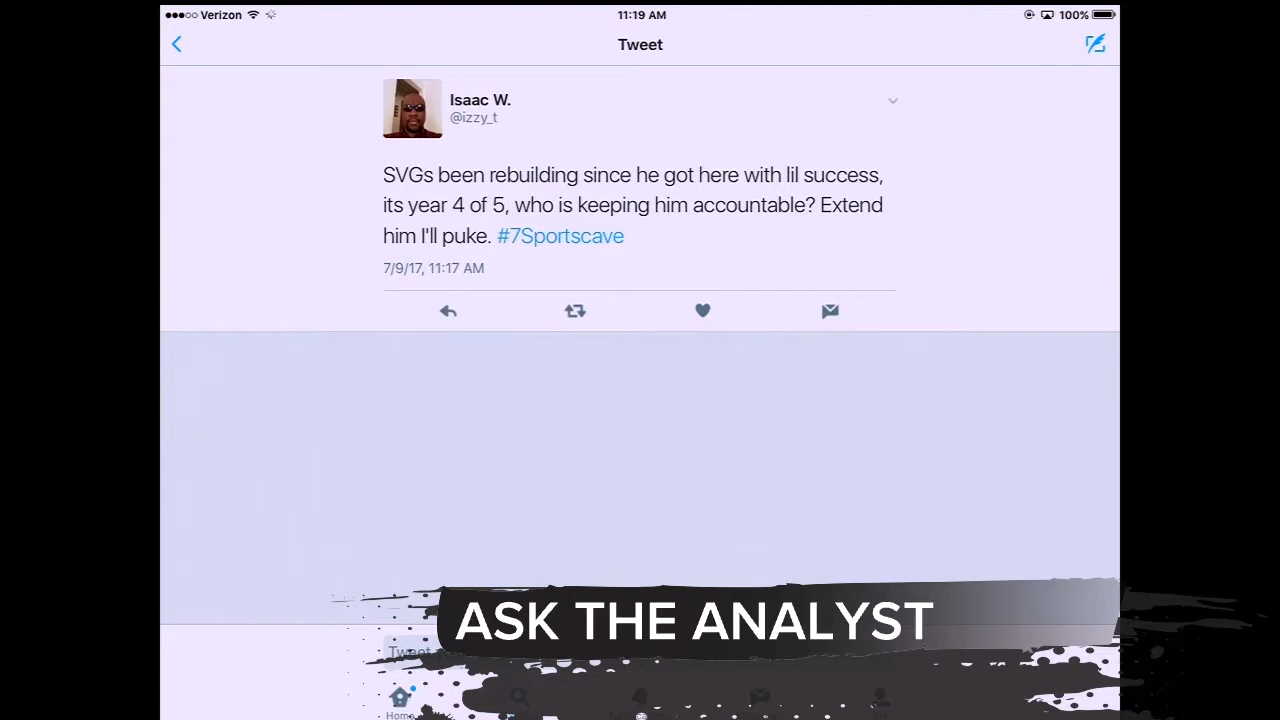 Verizon 11:19 AM 100%
Tweet
Isaac W.
@izzy_t
SVGs been rebuilding since he got here with lil success,
its year 4 of 5, who is keeping him accountable? Extend
him I'll puke. #7Sportscave
7/9/17, 11:17 AM
ASK THE ANALYST
Tweet
Home